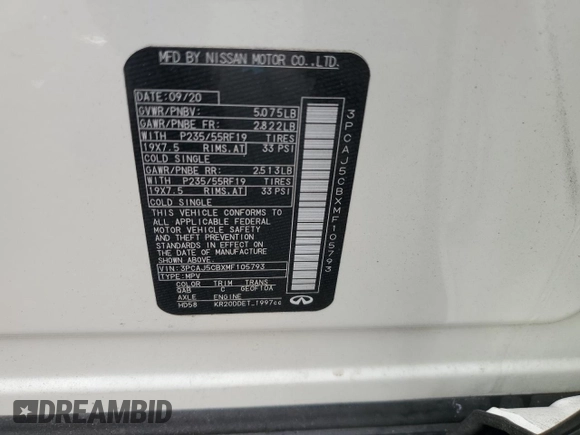 MFD BY NISSAN MOTOR CO.,LTD.
DATE: 09/20
GVWR/PNBV: 5.075LB
GAWR/PNBE FR: 2.822LB
WITH P235/55RF19 TIRES
19X7.5 RIMS.AT 33 PSI
COLD SINGLE
GAWR/PNBE RR: 2.513LB
WITH P235/55RF19 TIRES
19X7.5 RIMS.AT 33 PSI
COLD SINGLE
THIS VEHICLE CONFORMS TO
ALL APPLICABLE FEDERAL
MOTOR VEHICLE SAFETY
AND THEFT PREVENTION
STANDARDS IN EFFECT ON
THE DATE OF MANUFACTURE
SHOWN ABOVE.
VIN: 3PCAJ5CBXMF105793
TYPE: MPV
COLOR TRIM TRANS
QAB G GEOF10A
AXLE ENGINE
HD58 KR20DDET 1997cc
3PCAJ5CBXMF105793
INFINITI
DREAMBID